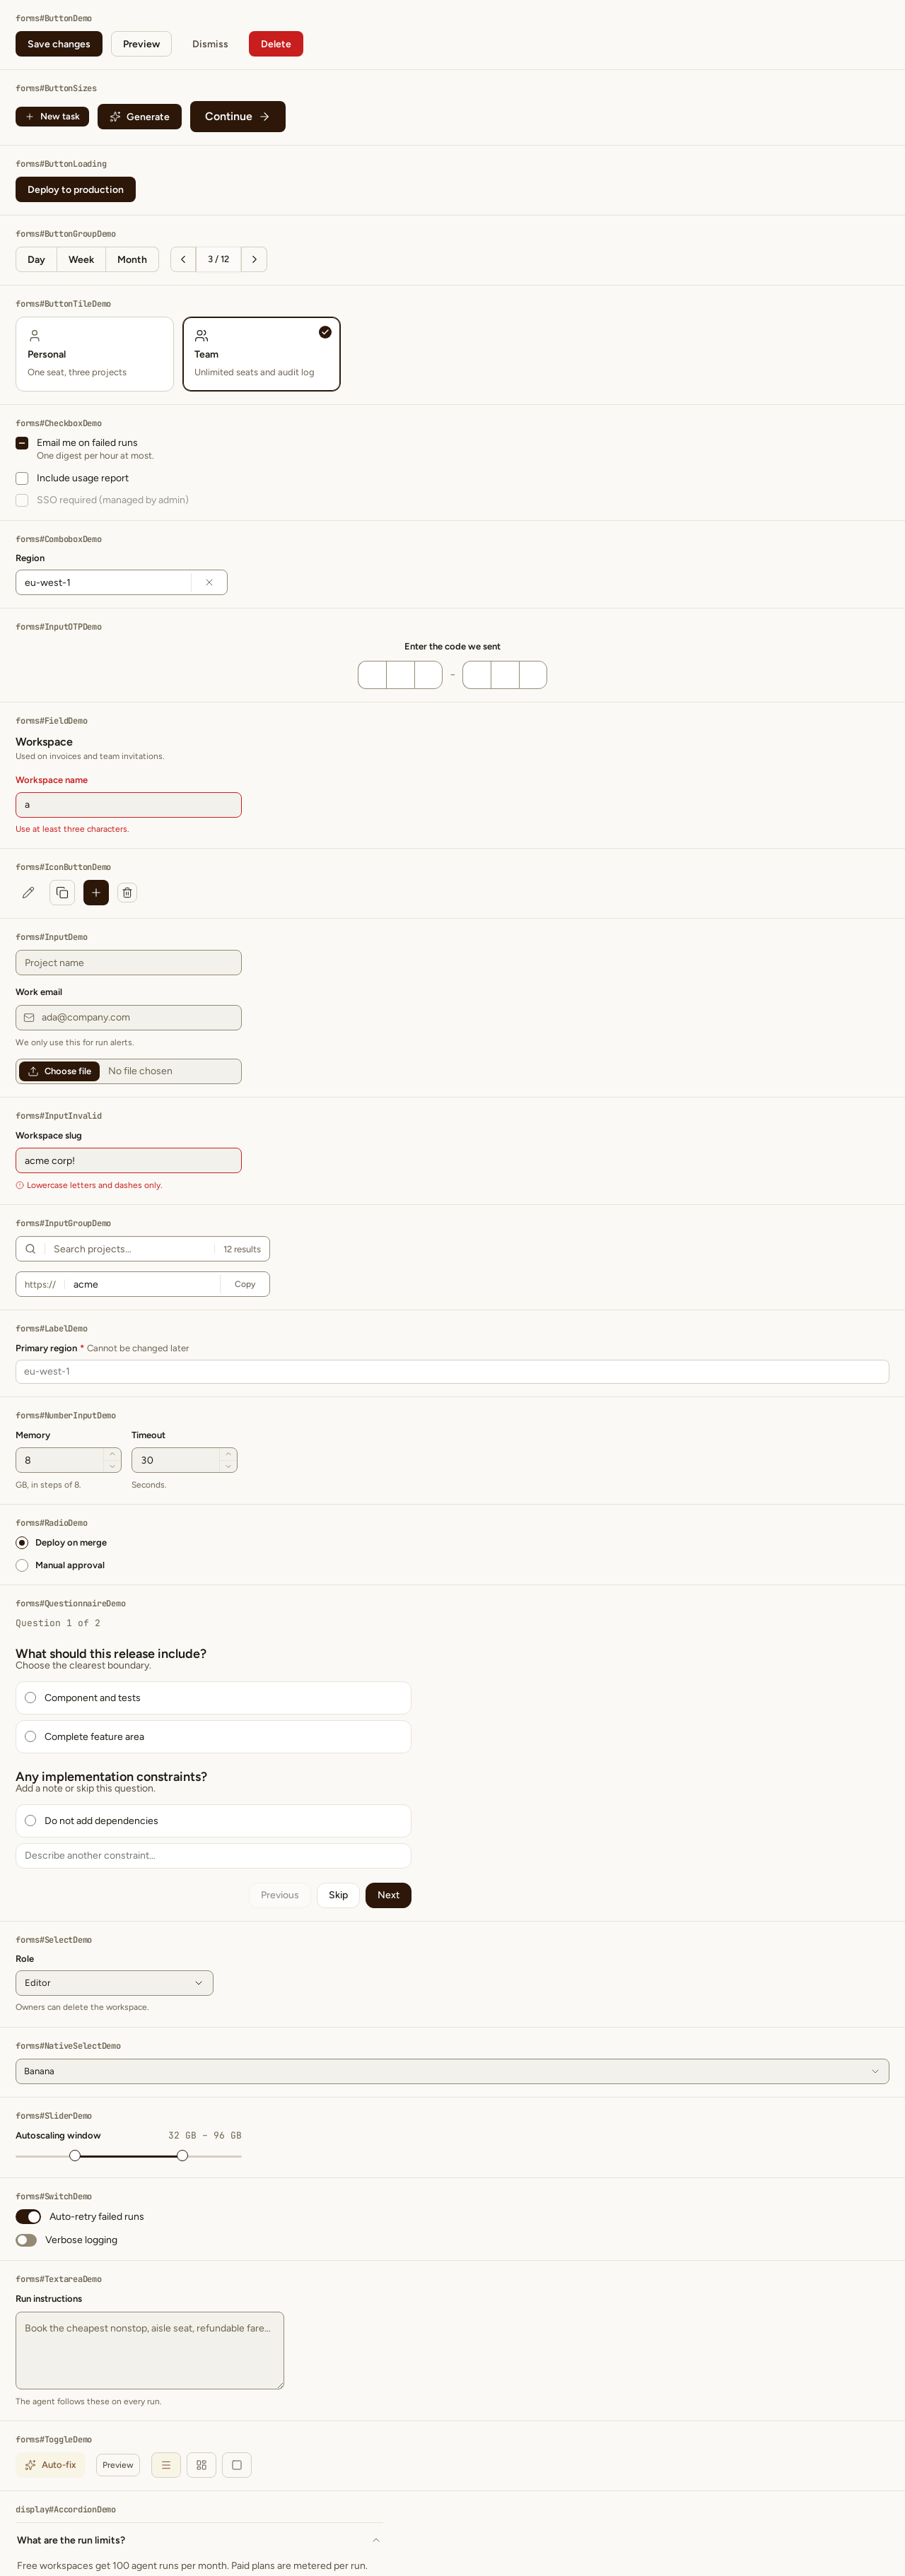 forms#ButtonDemo
Save changes Preview Dismiss Delete
forms#ButtonSizes
New task Generate Continue
forms#ButtonLoading
Deploy to production
forms#ButtonGroupDemo
Day Week Month 3 / 12
forms#ButtonTileDemo
Personal Team
One seat, three projects Unlimited seats and audit log
forms#CheckboxDemo
Email me on failed runs
One digest per hour at most.
Include usage report
SSO required (managed by admin)
forms#ComboboxDemo
Region
eu-west-1
forms#InputOTPDemo
Enter the code we sent
-
forms#FieldDemo
Workspace
Used on invoices and team invitations.
Workspace name
a
Use at least three characters.
forms#IconButtonDemo
forms#InputDemo
Project name
Work email
ada@company.com
We only use this for run alerts.
Choose file No file chosen
forms#InputInvalid
Workspace slug
acme corp!
Lowercase letters and dashes only.
forms#InputGroupDemo
Search projects... 12 results
https:// acme Copy
forms#LabelDemo
Primary region * Cannot be changed later
eu-west-1
forms#NumberInputDemo
Memory Timeout
8 30
GB, in steps of 8. Seconds.
forms#RadioDemo
Deploy on merge
Manual approval
forms#QuestionnaireDemo
Question 1 of 2
What should this release include?
Choose the clearest boundary.
Component and tests
Complete feature area
Any implementation constraints?
Add a note or skip this question.
Do not add dependencies
Describe another constraint...
Previous Skip Next
forms#SelectDemo
Role
Editor
Owners can delete the workspace.
forms#NativeSelectDemo
Banana
forms#SliderDemo
Autoscaling window 32 GB – 96 GB
forms#SwitchDemo
Auto-retry failed runs
Verbose logging
forms#TextareaDemo
Run instructions
Book the cheapest nonstop, aisle seat, refundable fare...
The agent follows these on every run.
forms#ToggleDemo
Auto-fix Preview
display#AccordionDemo
What are the run limits?
Free workspaces get 100 agent runs per month. Paid plans are metered per run.